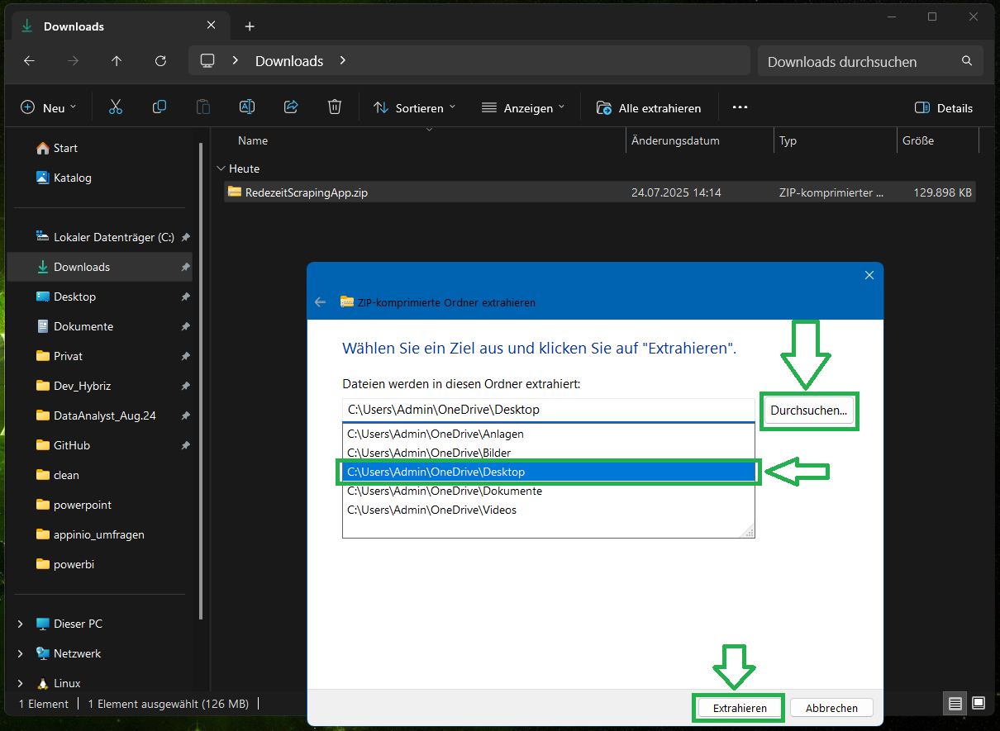 Downloads
Downloads
Downloads durchsuchen
Neu
Sortieren
Anzeigen
Alle extrahieren
Details
Start
Katalog
Lokaler Datenträger (C:)
Downloads
Desktop
Dokumente
Privat
Dev_Hybriz
DataAnalyst_Aug.24
GitHub
clean
powerpoint
appinio_umfragen
powerbi
Dieser PC
Netzwerk
Linux
Name Änderungsdatum Typ Größe
Heute
RedezeitScrapingApp.zip 24.07.2025 14:14 ZIP-komprimierter ... 129.898 KB
ZIP-komprimierte Ordner extrahieren
Wählen Sie ein Ziel aus und klicken Sie auf "Extrahieren".
Dateien werden in diesen Ordner extrahiert:
C:\Users\Admin\OneDrive\Desktop
Durchsuchen...
C:\Users\Admin\OneDrive\Anlagen
C:\Users\Admin\OneDrive\Bilder
C:\Users\Admin\OneDrive\Desktop
C:\Users\Admin\OneDrive\Dokumente
C:\Users\Admin\OneDrive\Videos
Extrahieren
Abbrechen
1 Element
1 Element ausgewählt (126 MB)